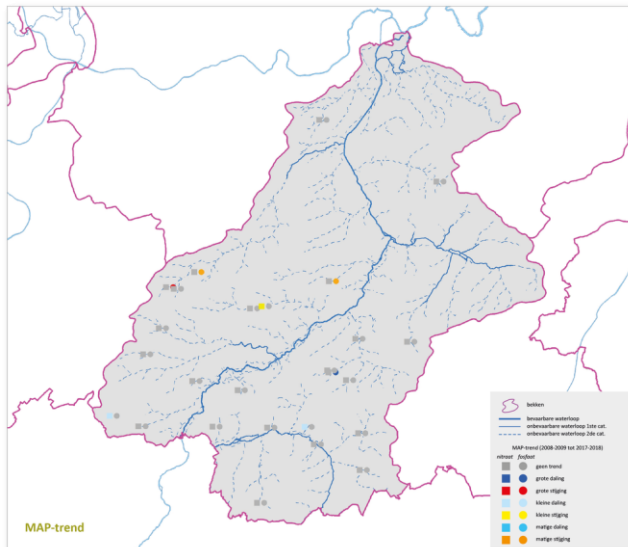 bekken
bevaarbare waterloop
onbevaarbare waterloop 1ste cat.
onbevaarbare waterloop 2de cat.
MAP-trend (2008-2009 tot 2017-2018)
nitraat fosfaat
geen trend
grote daling
grote stijging
kleine daling
kleine stijging
matige daling
matige stijging
MAP-trend